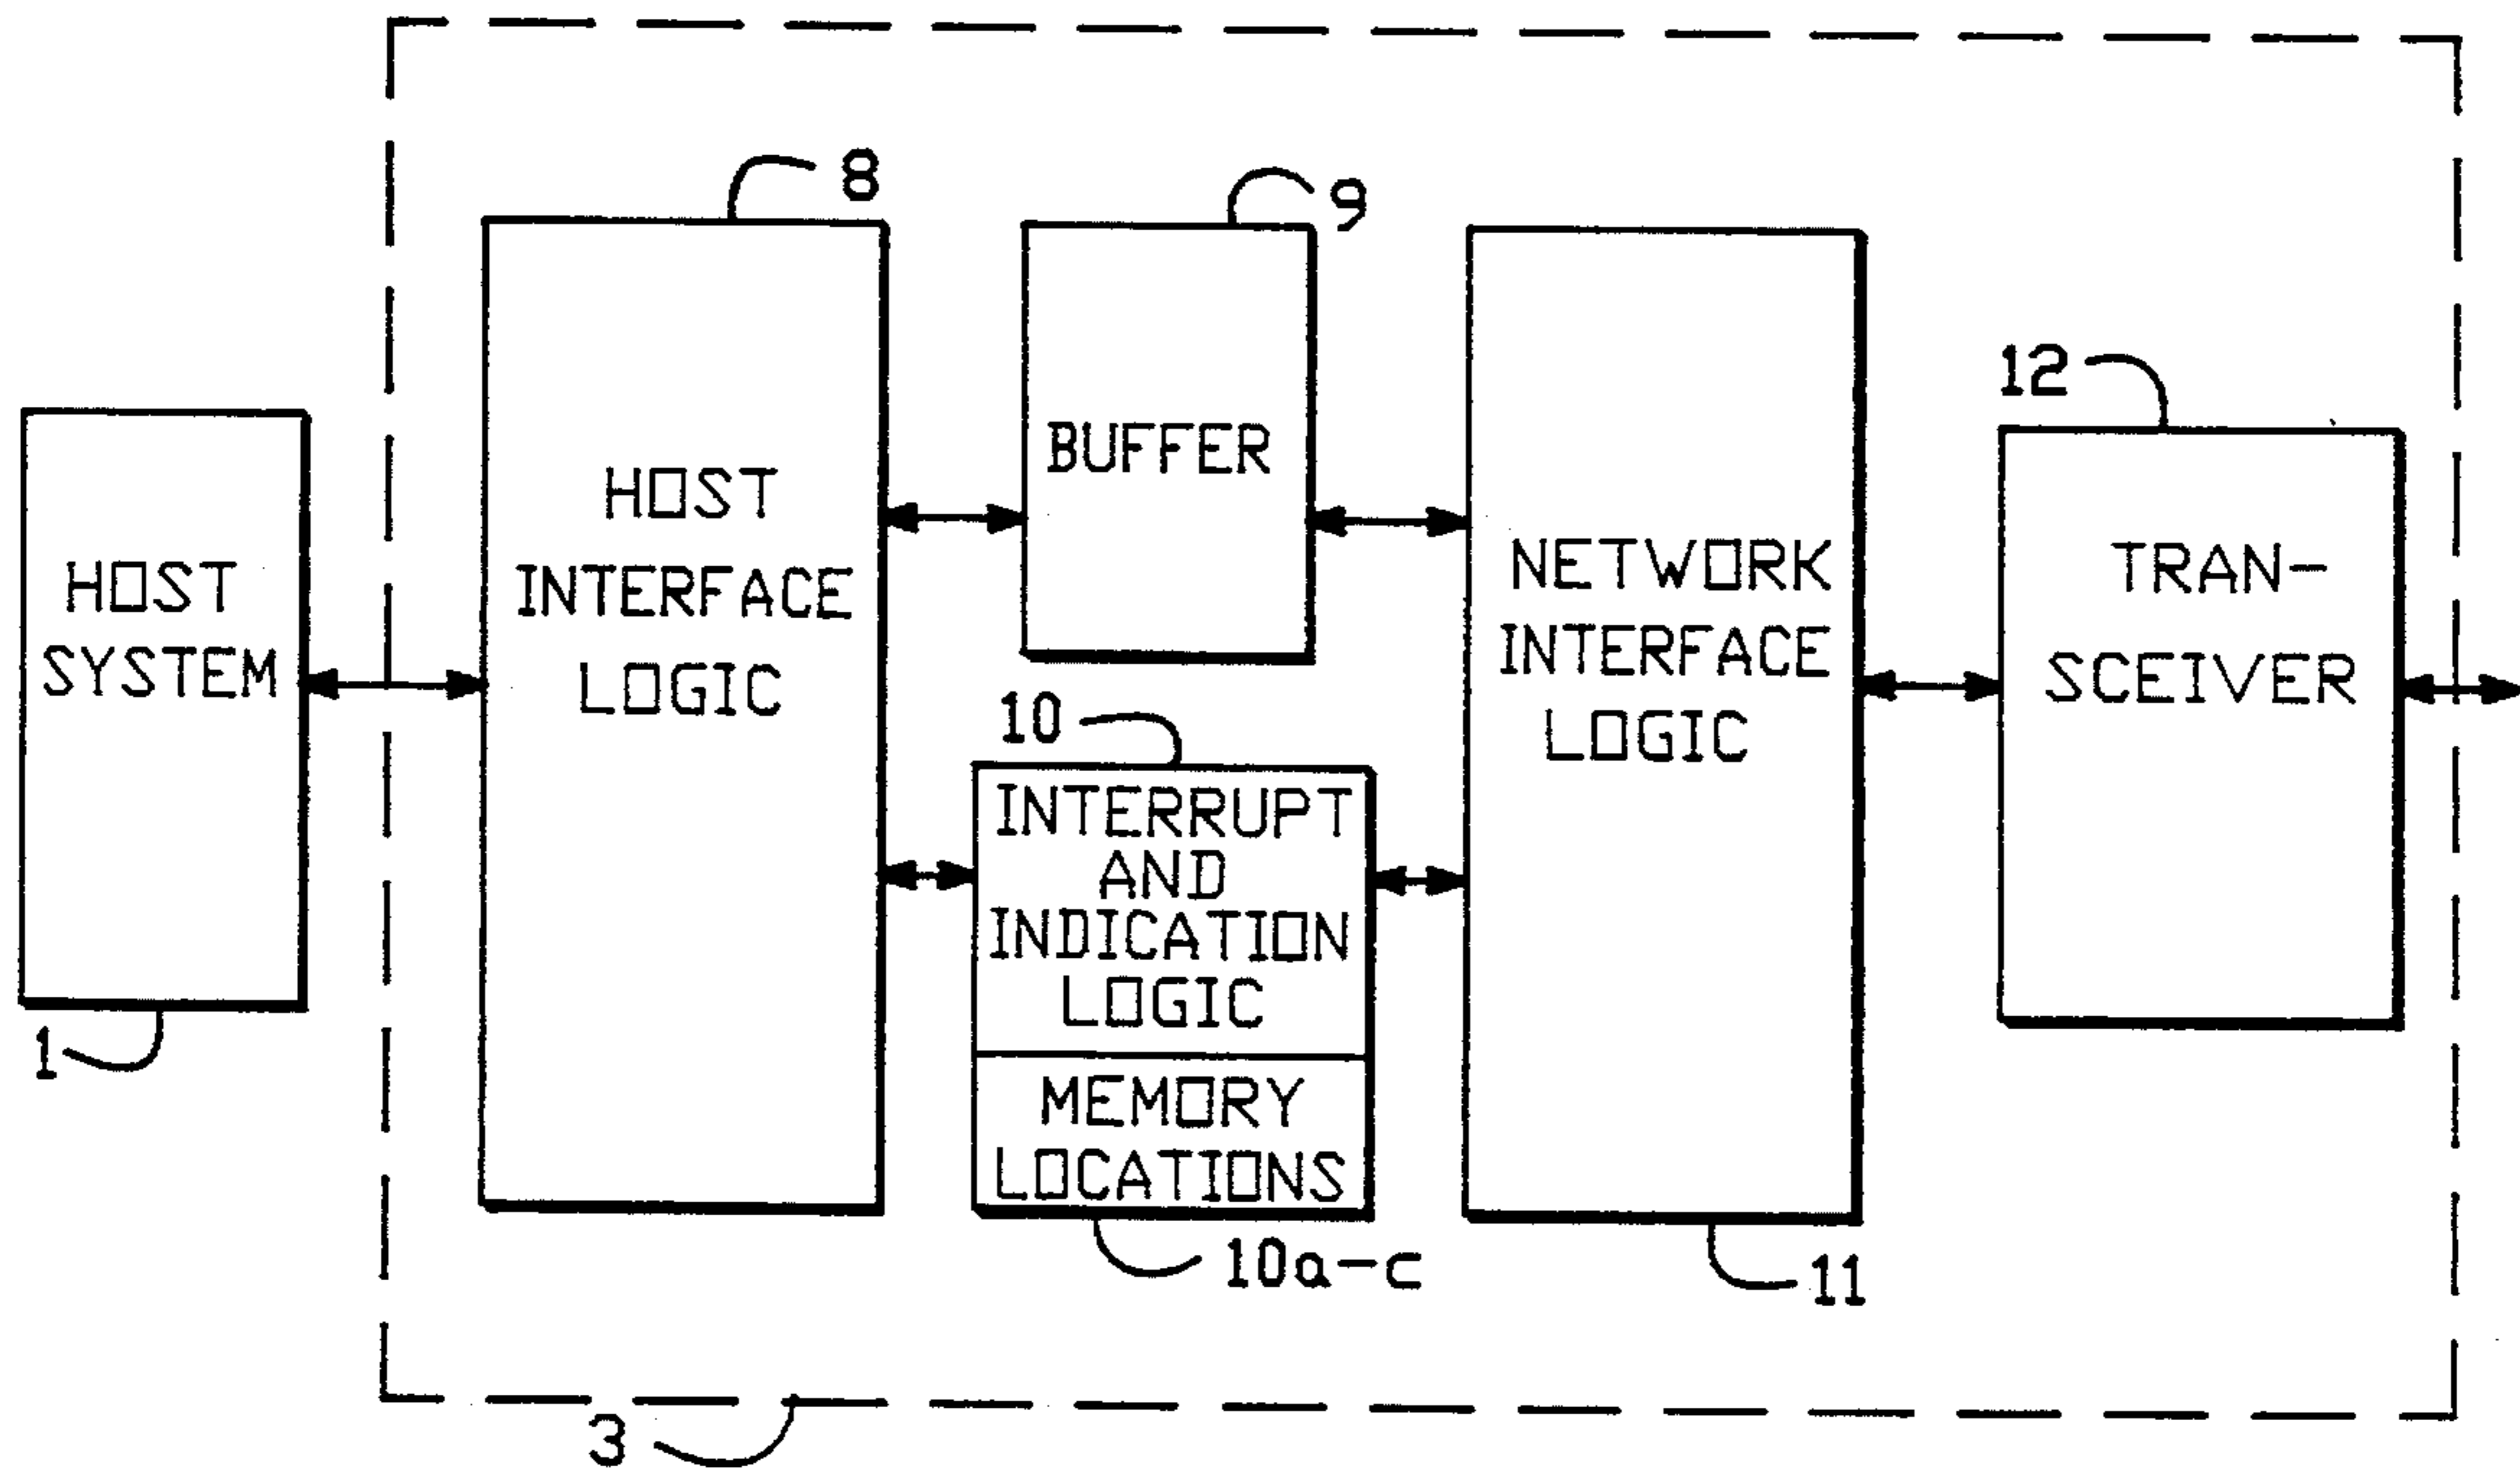 8
9
12
HOST
SYSTEM
1
HOST
INTERFACE
LOGIC
BUFFER
10
INTERRUPT
AND
INDICATION
LOGIC
MEMORY
LOCATIONS
10a-c
NETWORK
INTERFACE
LOGIC
11
TRAN-
SCEIVER
3